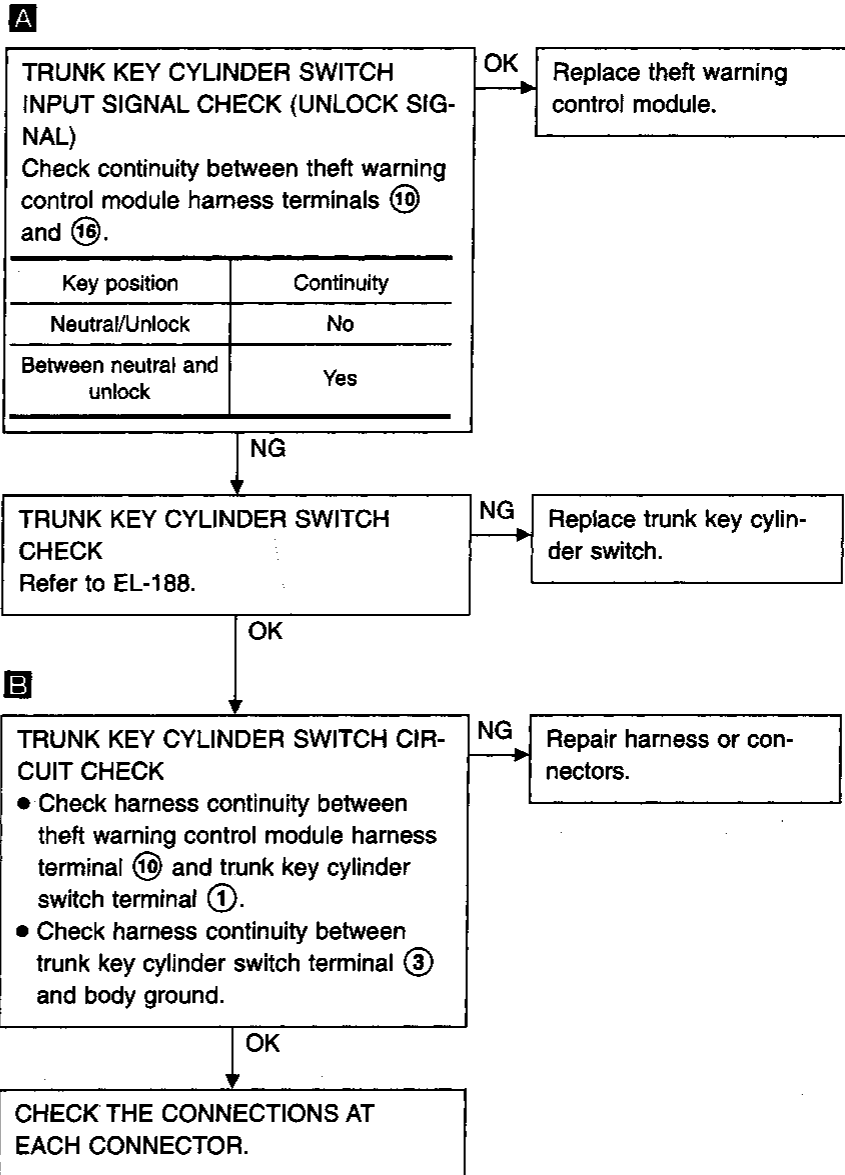 A
TRUNK KEY CYLINDER SWITCH
INPUT SIGNAL CHECK (UNLOCK SIG-
NAL)
Check continuity between theft warning
control module harness terminals ⑩
and ⑯.
Key position Continuity
Neutral/Unlock No
Between neutral and
unlock Yes
OK
Replace theft warning
control module.
NG
TRUNK KEY CYLINDER SWITCH
CHECK
Refer to EL-188.
NG
Replace trunk key cylin-
der switch.
OK
B
TRUNK KEY CYLINDER SWITCH CIR-
CUIT CHECK
● Check harness continuity between
theft warning control module harness
terminal ⑩ and trunk key cylinder
switch terminal ①.
● Check harness continuity between
trunk key cylinder switch terminal ③
and body ground.
NG
Repair harness or con-
nectors.
OK
CHECK THE CONNECTIONS AT
EACH CONNECTOR.